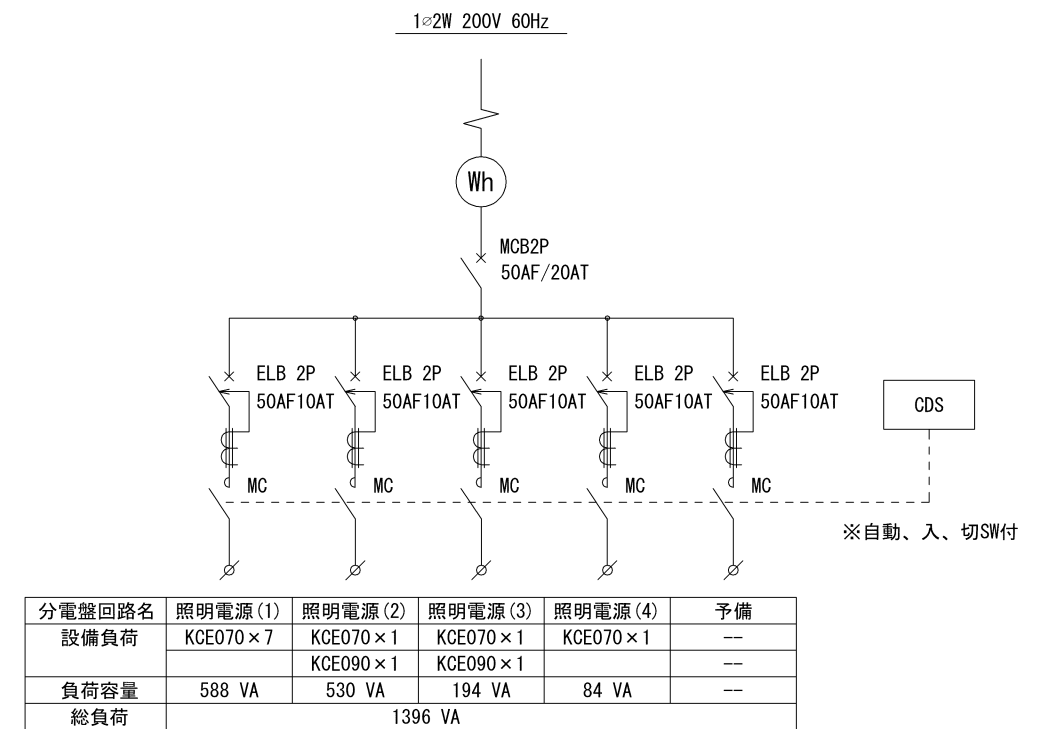 1∅2W 200V 60Hz
Wh
MCB2P
50AF/20AT
ELB 2P
50AF10AT
ELB 2P
50AF10AT
ELB 2P
50AF10AT
ELB 2P
50AF10AT
ELB 2P
50AF10AT
CDS
MC
MC
MC
MC
MC
※自動、入、切SW付
分電盤回路名 照明電源(1) 照明電源(2) 照明電源(3) 照明電源(4) 予備
設備負荷 KCE070×7 KCE070×1 KCE070×1 KCE070×1 --
KCE090×1 KCE090×1 --
負荷容量 588 VA 530 VA 194 VA 84 VA --
総負荷 1396 VA